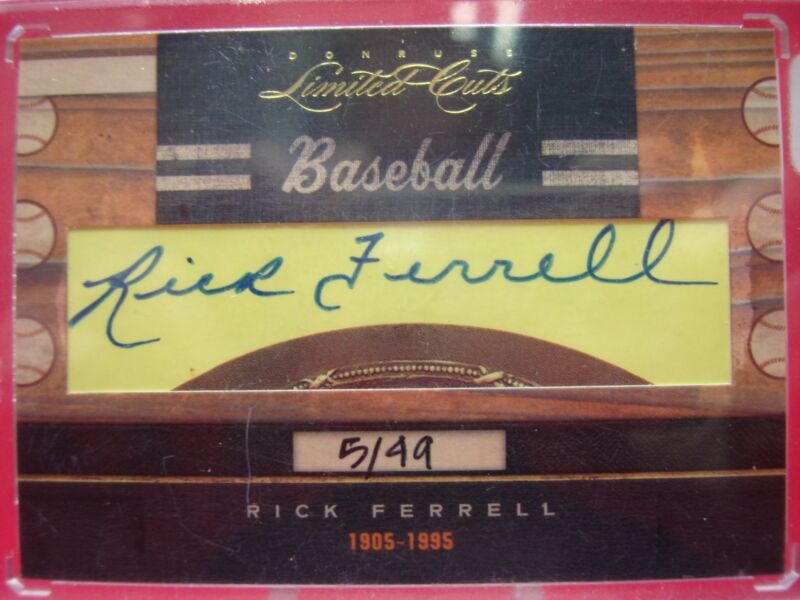 DONRUSS
Limited Cuts
Baseball
Rick Ferrell
5/49
RICK FERRELL
1905-1995